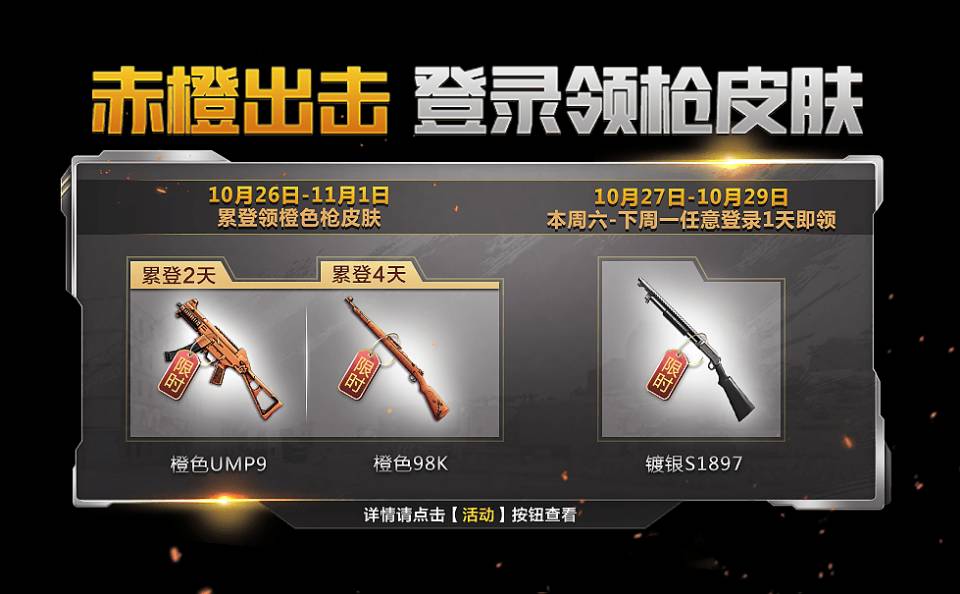 赤橙出击 登录领枪皮肤
10月26日-11月1日
累登领橙色枪皮肤
10月27日-10月29日
本周六-下周一任意登录1天即领
累登2天
累登4天
限时
限时
限时
橙色UMP9
橙色98K
镀银S1897
详情请点击【活动】按钮查看